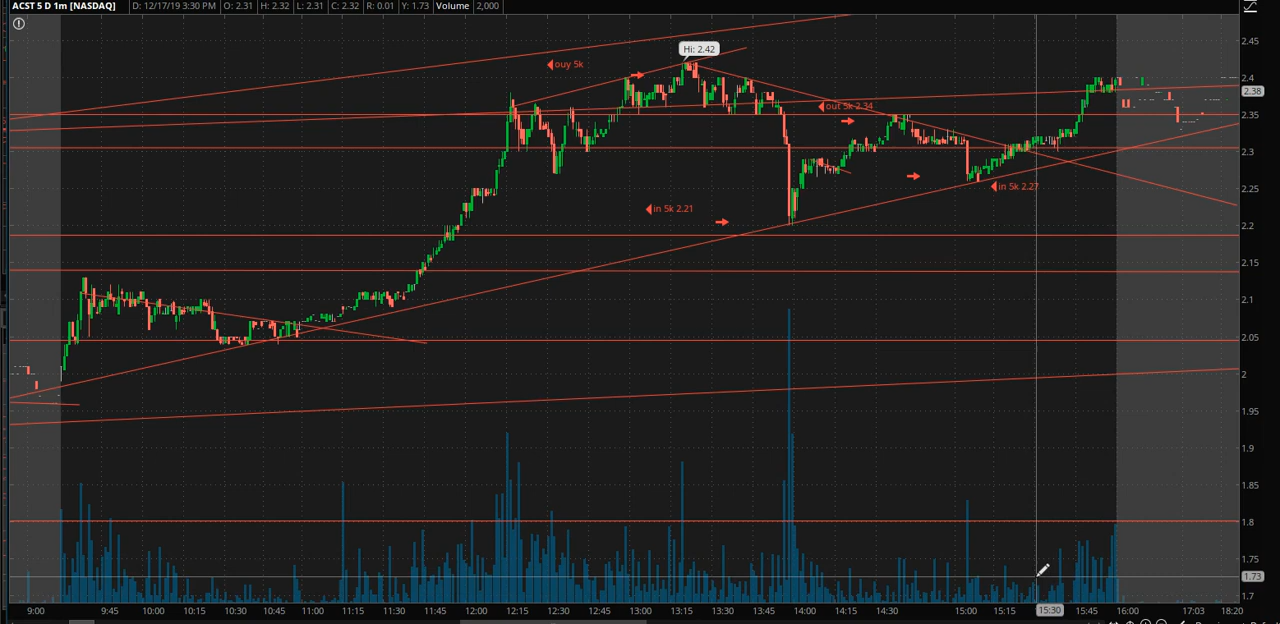 ACST 5 D 1m [NASDAQ] D: 12/17/19 3:30 PM O: 2.31 H: 2.32 L: 2.31 C: 2.32 R: 0.01 Y: 1.73 Volume 2,000
Hi: 2.42
ouy 5k
out 5k 2.34
in 5k 2.27
in 5k 2.21
2.45
2.4
2.38
2.35
2.3
2.25
2.2
2.15
2.1
2.05
2
1.95
1.9
1.85
1.8
1.75
1.73
1.7
9:00 9:45 10:00 10:15 10:30 10:45 11:00 11:15 11:30 11:45 12:00 12:15 12:30 12:45 13:00 13:15 13:30 13:45 14:00 14:15 14:30 15:00 15:15 15:30 15:45 16:00 17:03 18:20